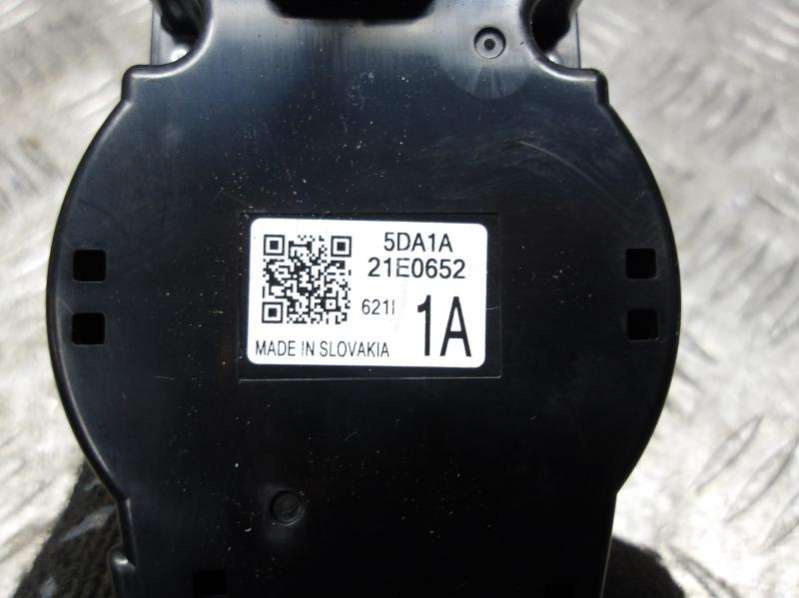 5DA1A
21E0652
621I 1A
MADE IN SLOVAKIA